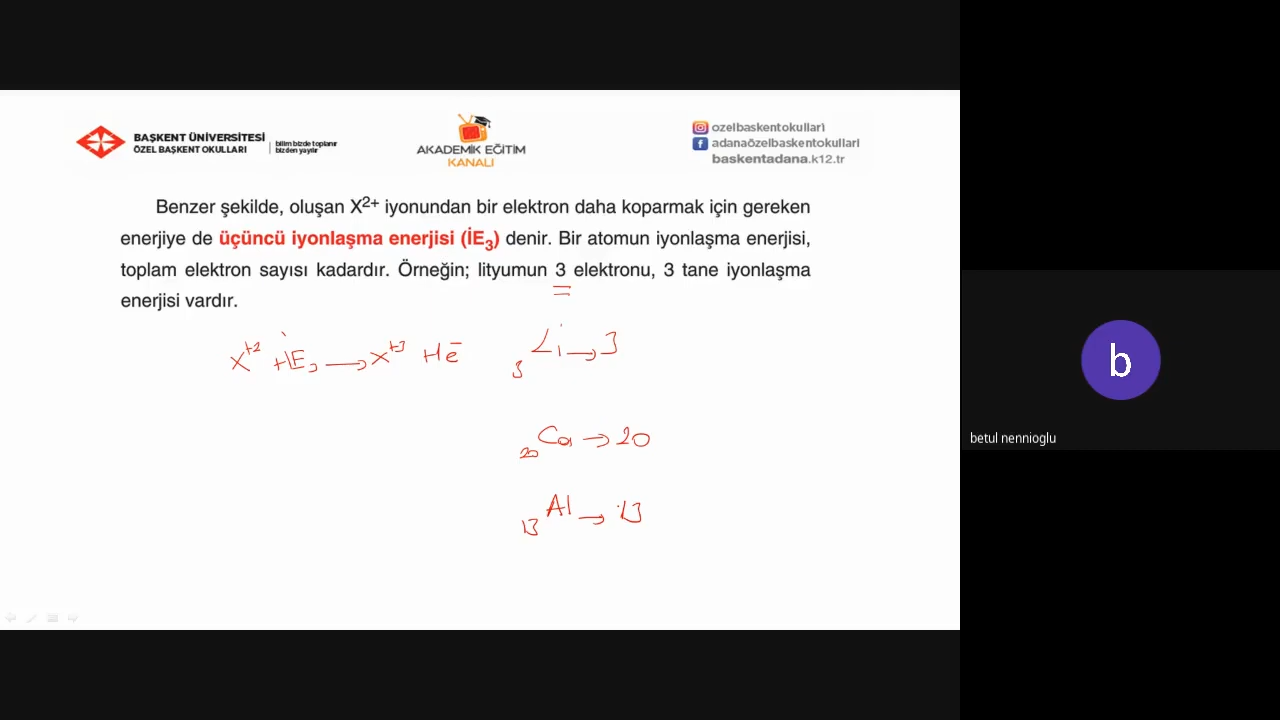 BAŞKENT ÜNİVERSİTESİ
ÖZEL BAŞKENT OKULLARI
bilim bizde toplanır
bizden yayılır
AKADEMİK EĞİTİM
KANALI
ozelbaskentokullari
adanaözelbaskentokullari
baskentadana.k12.tr
Benzer şekilde, oluşan X²⁺ iyonundan bir elektron daha koparmak için gereken
enerjiye de üçüncü iyonlaşma enerjisi (İE₃) denir. Bir atomun iyonlaşma enerjisi,
toplam elektron sayısı kadardır. Örneğin; lityumun 3 elektronu, 3 tane iyonlaşma
enerjisi vardır.
X⁺² + İE₃ → X⁺³ + 1e⁻
₃Li → 3
₂₀Ca → 20
₁₃Al → 13
b
betul nennioglu